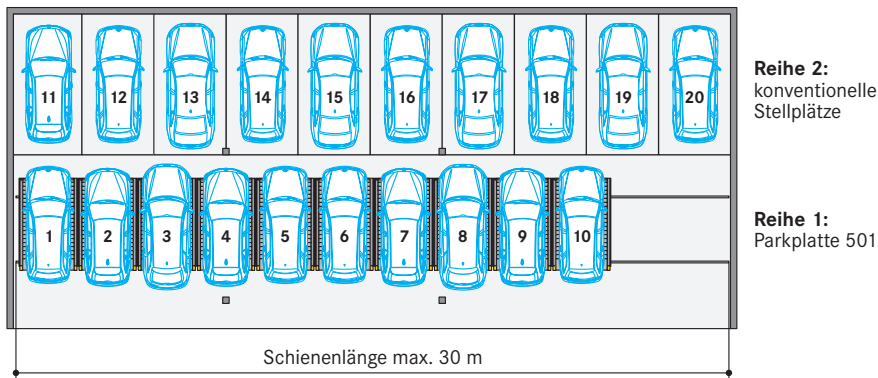 11 12 13 14 15 16 17 18 19 20
Reihe 2:
konventionelle
Stellplätze
1 2 3 4 5 6 7 8 9 10
Reihe 1:
Parkplatte 501
Schienenlänge max. 30 m